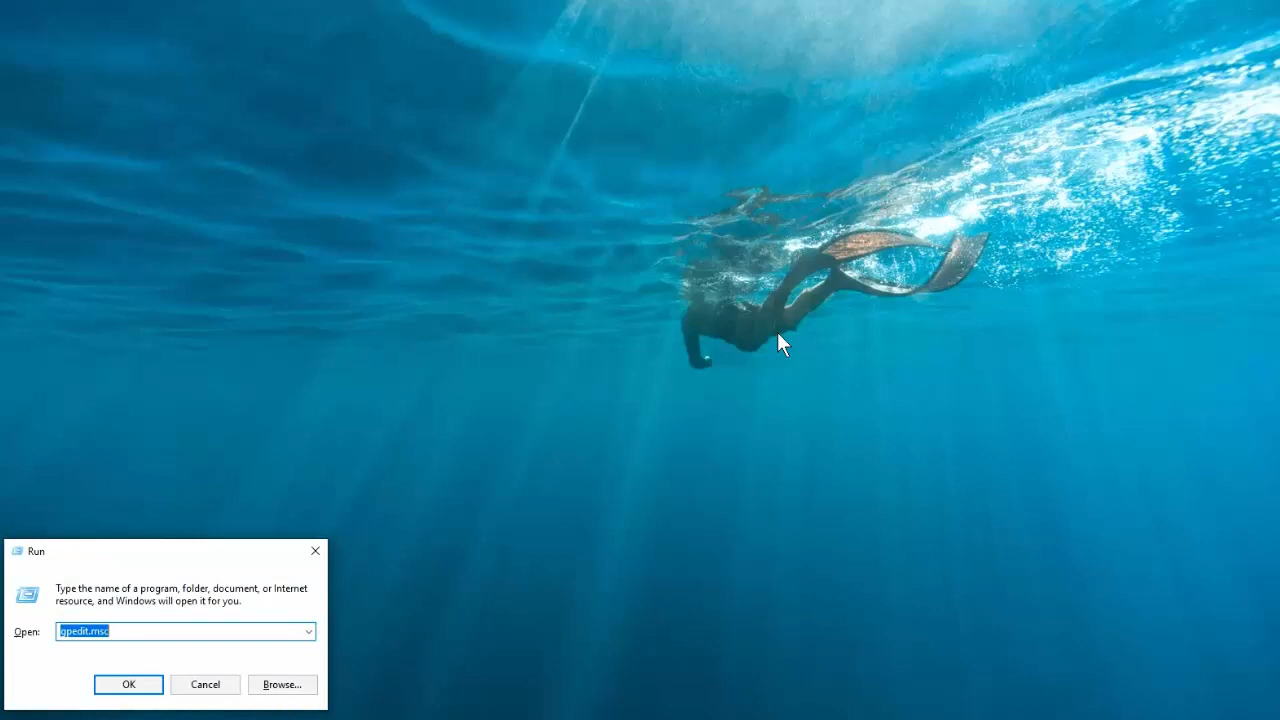 Run
Type the name of a program, folder, document, or Internet
resource, and Windows will open it for you.
Open: gpedit.msc
OK Cancel Browse...